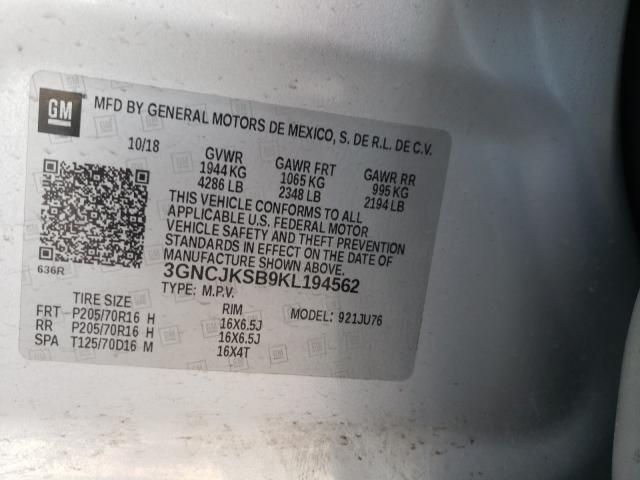 GM MFD BY GENERAL MOTORS DE MEXICO, S. DE R.L. DE C.V.
10/18 GVWR GAWR FRT GAWR RR
1944 KG 1065 KG 995 KG
4286 LB 2348 LB 2194 LB
THIS VEHICLE CONFORMS TO ALL
APPLICABLE U.S. FEDERAL MOTOR
VEHICLE SAFETY AND THEFT PREVENTION
STANDARDS IN EFFECT ON THE DATE OF
MANUFACTURE SHOWN ABOVE.
636R
3GNCJKSB9KL194562
TYPE: M.P.V.
TIRE SIZE RIM MODEL: 921JU76
FRT P205/70R16 H 16X6.5J
RR P205/70R16 H 16X6.5J
SPA T125/70D16 M 16X4T